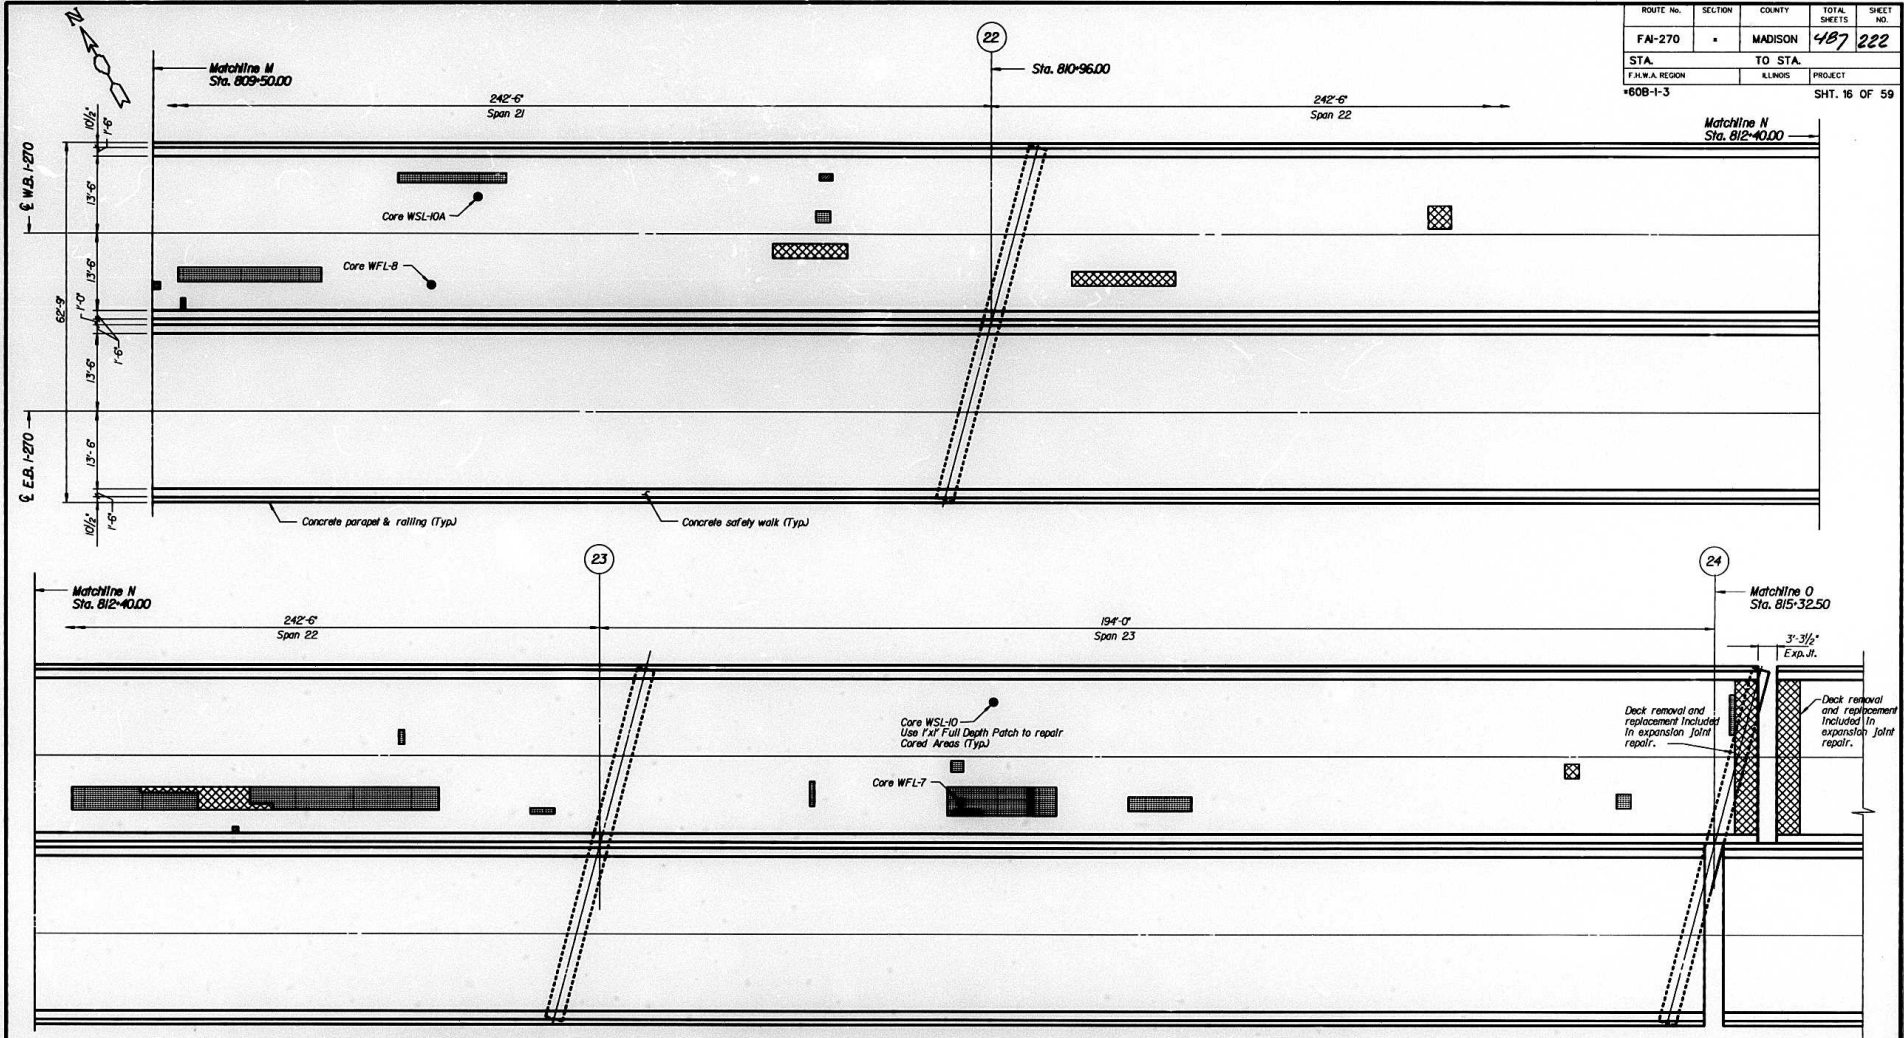 ROUTE No. SECTION COUNTY TOTAL SHEETS SHEET NO.
FAI-270 * MADISON 487 222
STA. TO STA.
F.H.W.A. REGION ILLINOIS PROJECT
*60B-1-3 SHT. 16 OF 59
N
22
Matchline M
Sta. 809+50.00
Sta. 810+96.00
242'-6"
Span 21
242'-6"
Span 22
Matchline N
Sta. 812+40.00
10½"
1'-6"
℄ W.B. I-270
13'-6"
Core WSL-10A
13'-6"
Core WFL-8
62'-9"
1'-0"
1'-6"
13'-6"
℄ E.B. I-270
13'-6"
10½"
1'-6"
Concrete parapet & railing (Typ.)
Concrete safety walk (Typ.)
23
24
Matchline N
Sta. 812+40.00
Matchline O
Sta. 815+32.50
242'-6"
Span 22
194'-0"
Span 23
3'-3½"
Exp. Jt.
Core WSL-10
Use 1'x1' Full Depth Patch to repair
Cored Areas (Typ.)
Core WFL-7
Deck removal and
replacement included
in expansion joint
repair.
Deck removal
and replacement
included in
expansion joint
repair.